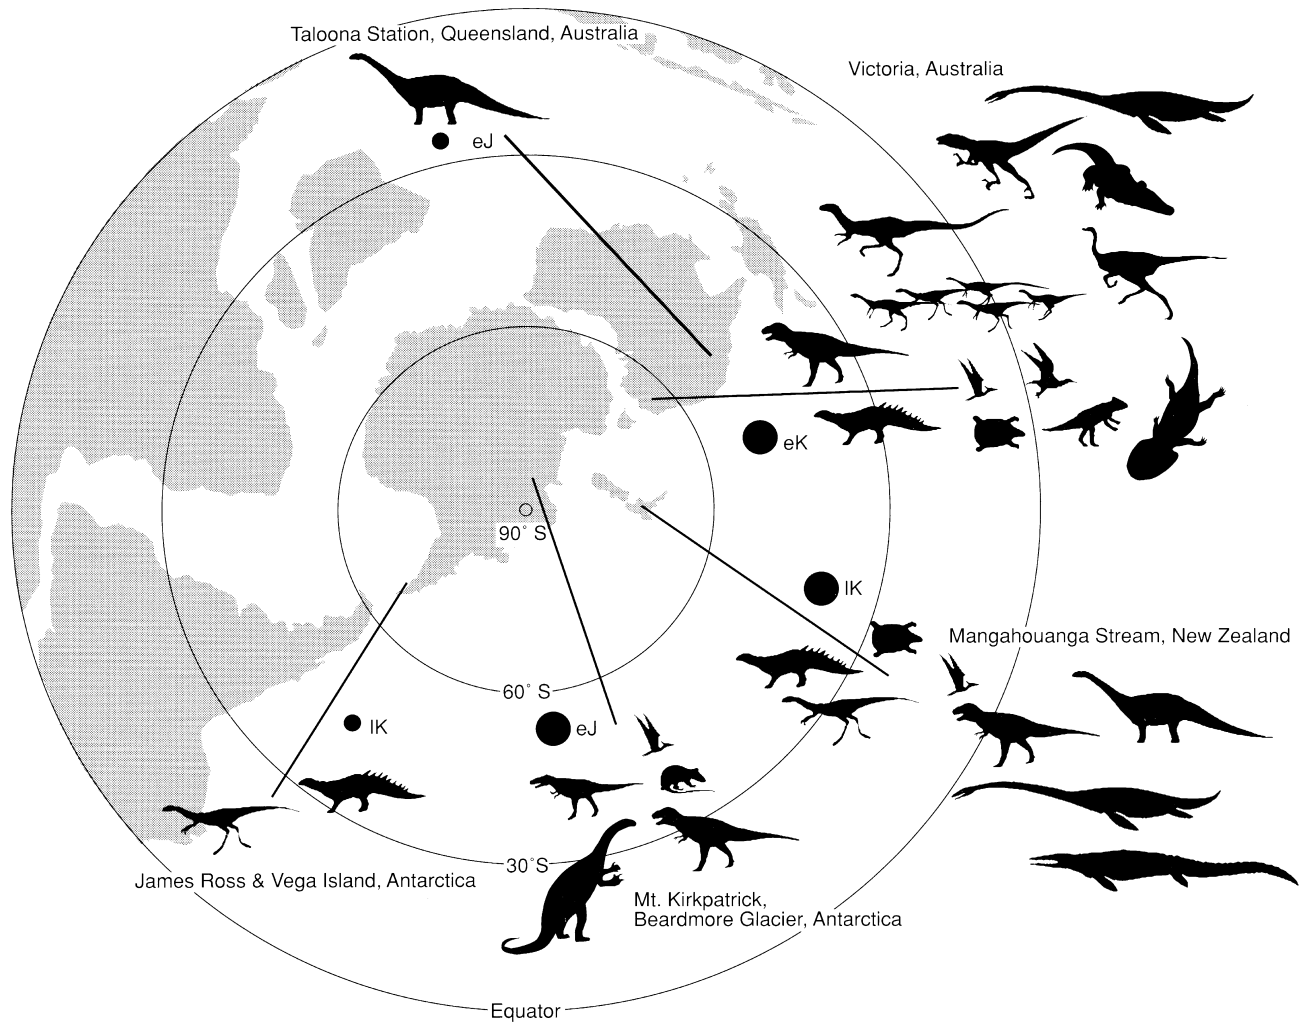 Taloona Station, Queensland, Australia
eJ
Victoria, Australia
eK
90° S
lK
Mangahouanga Stream, New Zealand
60° S
lK
eJ
30°S
James Ross & Vega Island, Antarctica
Mt. Kirkpatrick,
Beardmore Glacier, Antarctica
Equator